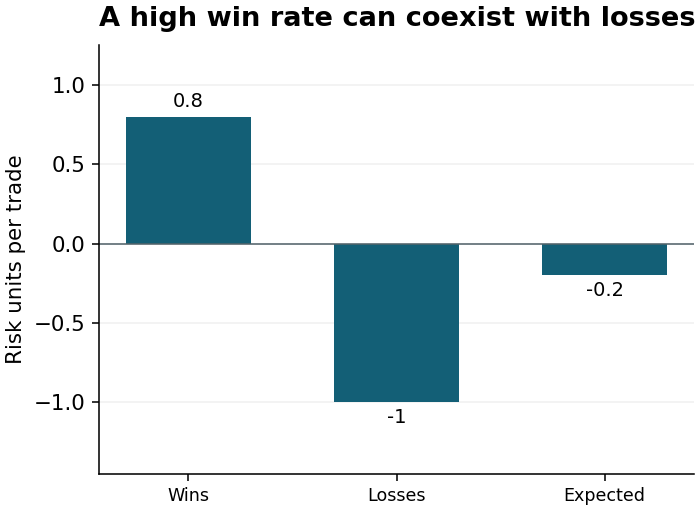 A high win rate can coexist with losses
Risk units per trade
1.0
0.5
0.0
−0.5
−1.0
0.8
-1
-0.2
Wins
Losses
Expected